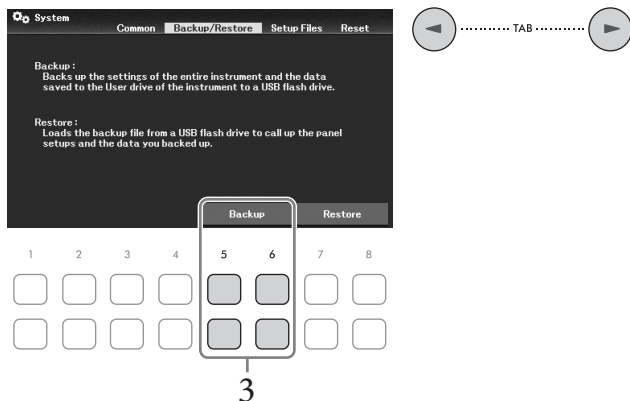 System
Common Backup/Restore Setup Files Reset
TAB
Backup :
Backs up the settings of the entire instrument and the data
saved to the User drive of the instrument to a USB flash drive.
Restore :
Loads the backup file from a USB flash drive to call up the panel
setups and the data you backed up.
Backup Restore
1 2 3 4 5 6 7 8
3